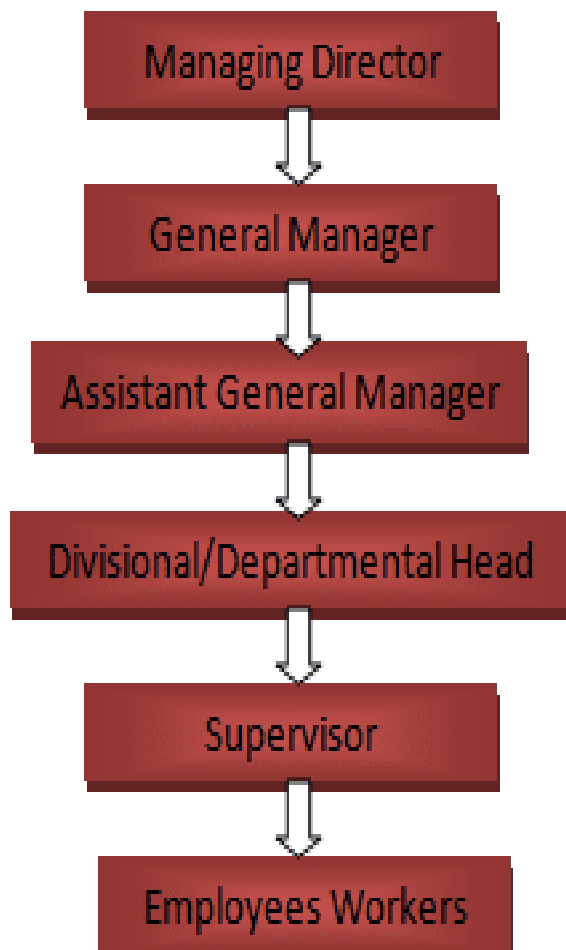 Managing Director
General Manager
Assistant General Manager
Divisional/Departmental Head
Supervisor
Employees Workers